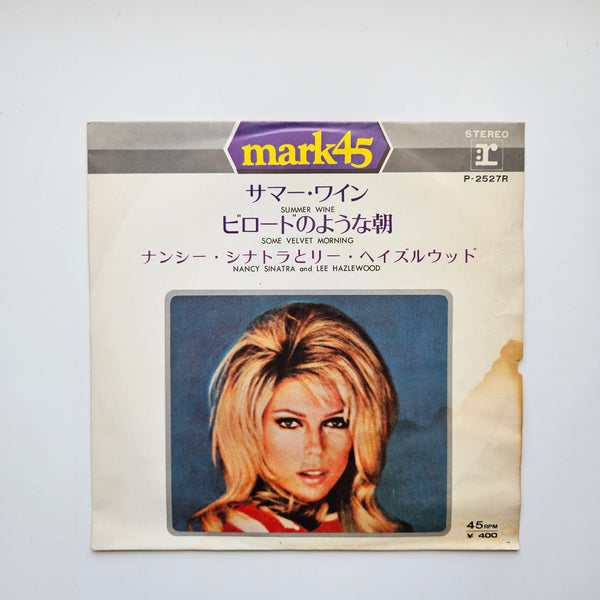 mark45
STEREO
r
P-2527R
サマー・ワイン
SUMMER WINE
ビロードのような朝
SOME VELVET MORNING
ナンシー・シナトラとリー・ヘイズルウッド
NANCY SINATRA and LEE HAZLEWOOD
45RPM
¥ 400